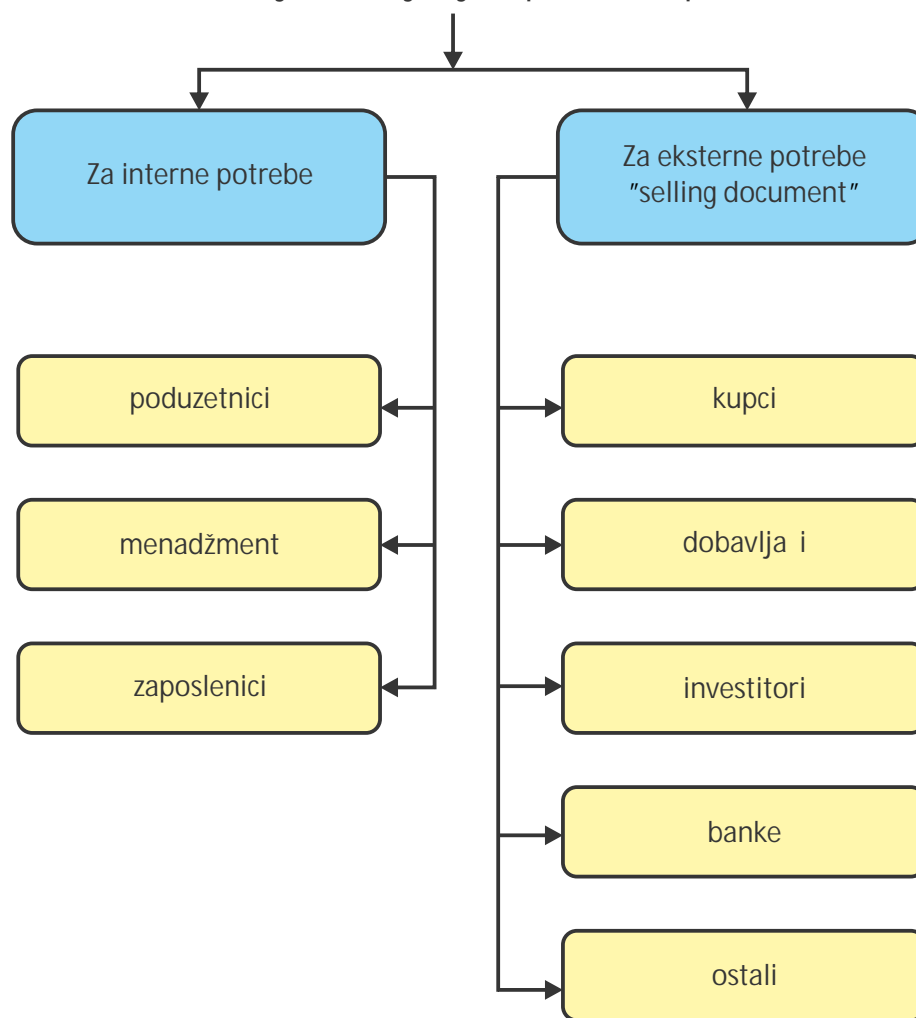 Za interne potrebe
Za eksterne potrebe
"selling document"
poduzetnici
menadžment
zaposlenici
kupci
dobavlja i
investitori
banke
ostali